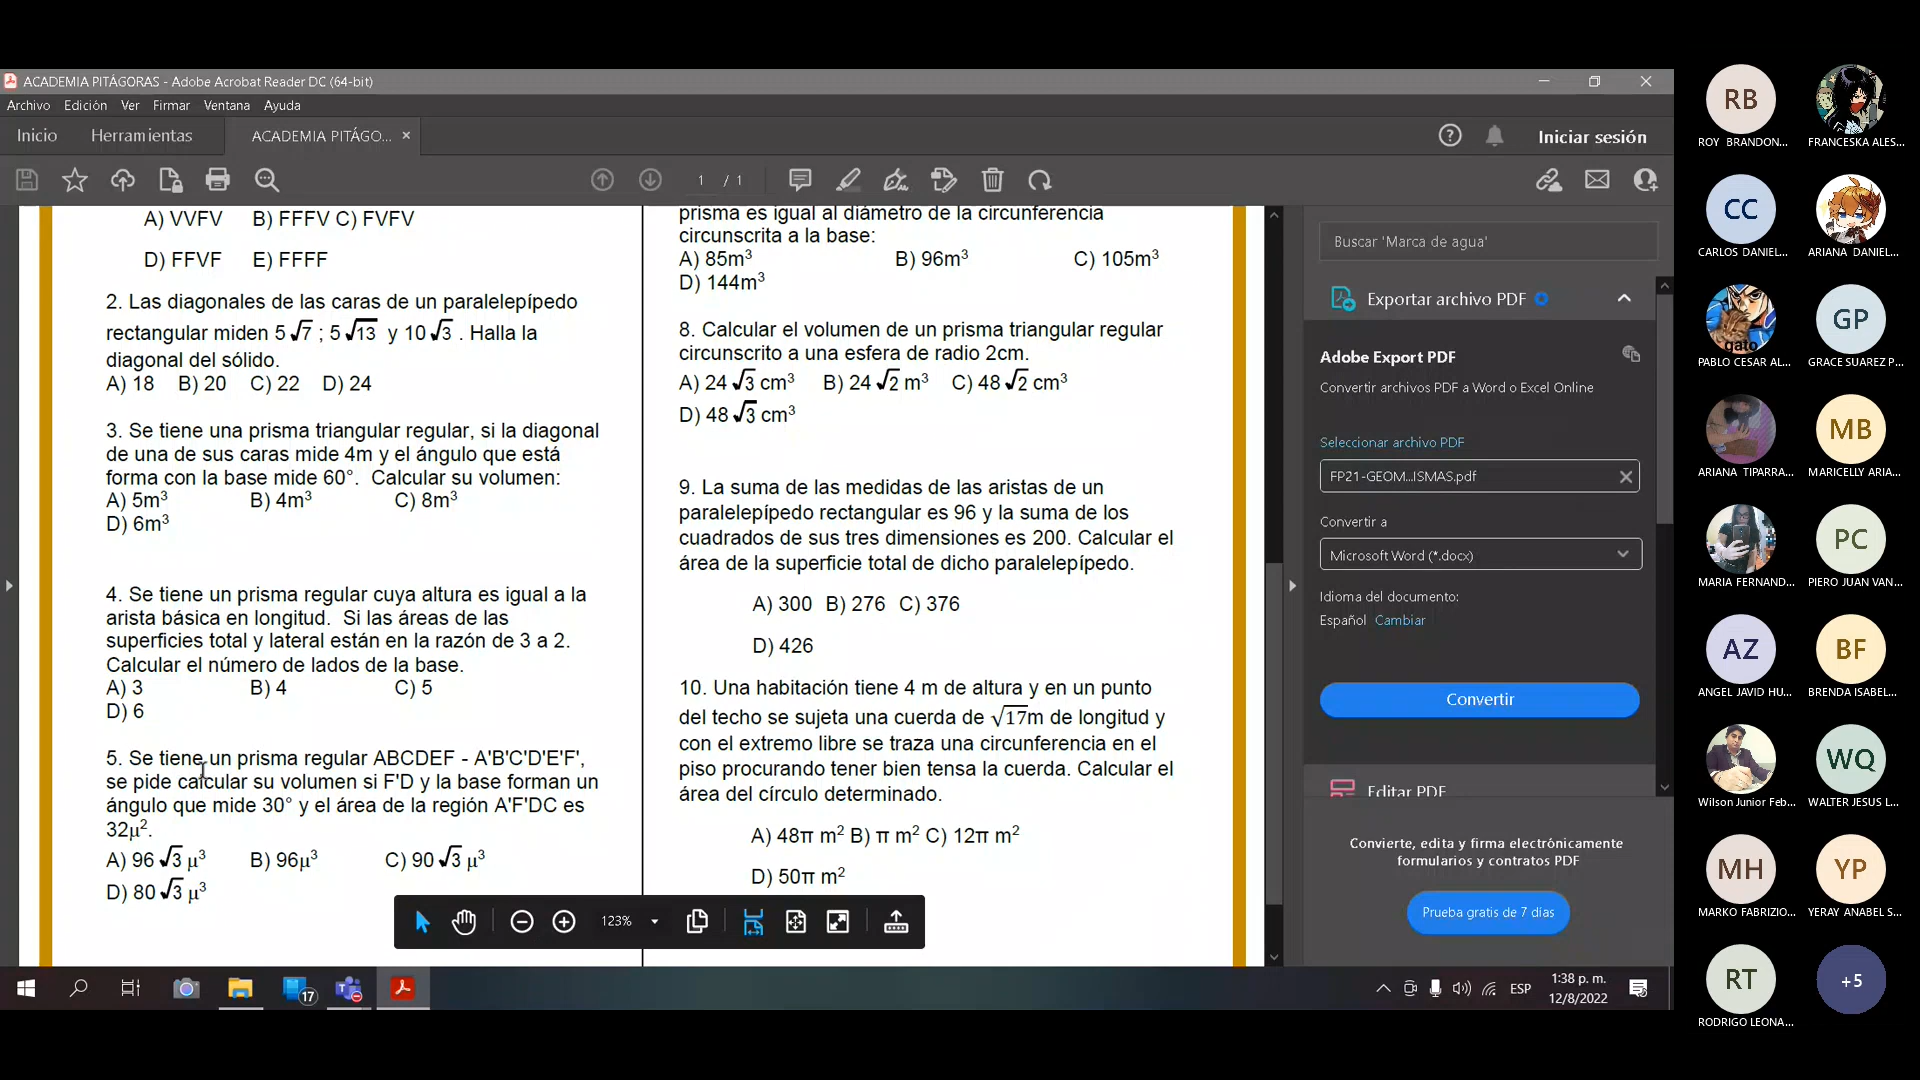 ACADEMIA PITÁGORAS - Adobe Acrobat Reader DC (64-bit)
Archivo Edición Ver Firmar Ventana Ayuda
Inicio Herramientas ACADEMIA PITÁGO... × Iniciar sesión
1 / 1
A) VVFV B) FFFV C) FVFV
D) FFVF E) FFFF
2. Las diagonales de las caras de un paralelepípedo
rectangular miden 5√7 ; 5√13 y 10√3 . Halla la
diagonal del sólido.
A) 18 B) 20 C) 22 D) 24
3. Se tiene una prisma triangular regular, si la diagonal
de una de sus caras mide 4m y el ángulo que está
forma con la base mide 60°. Calcular su volumen:
A) 5m³ B) 4m³ C) 8m³
D) 6m³
4. Se tiene un prisma regular cuya altura es igual a la
arista básica en longitud. Si las áreas de las
superficies total y lateral están en la razón de 3 a 2.
Calcular el número de lados de la base.
A) 3 B) 4 C) 5
D) 6
5. Se tiene un prisma regular ABCDEF - A'B'C'D'E'F',
se pide calcular su volumen si F'D y la base forman un
ángulo que mide 30° y el área de la región A'F'DC es
32μ².
A) 96√3 μ³ B) 96μ³ C) 90√3 μ³
D) 80√3 μ³
prisma es igual al diámetro de la circunferencia
circunscrita a la base:
A) 85m³ B) 96m³ C) 105m³
D) 144m³
8. Calcular el volumen de un prisma triangular regular
circunscrito a una esfera de radio 2cm.
A) 24√3 cm³ B) 24√2 m³ C) 48√2 cm³
D) 48√3 cm³
9. La suma de las medidas de las aristas de un
paralelepípedo rectangular es 96 y la suma de los
cuadrados de sus tres dimensiones es 200. Calcular el
área de la superficie total de dicho paralelepípedo.
A) 300 B) 276 C) 376
D) 426
10. Una habitación tiene 4 m de altura y en un punto
del techo se sujeta una cuerda de √17m de longitud y
con el extremo libre se traza una circunferencia en el
piso procurando tener bien tensa la cuerda. Calcular el
área del círculo determinado.
A) 48π m² B) π m² C) 12π m²
D) 50π m²
123%
Buscar 'Marca de agua'
Exportar archivo PDF
Adobe Export PDF
Convertir archivos PDF a Word o Excel Online
Seleccionar archivo PDF
FP21-GEOM...ISMAS.pdf
Convertir a
Microsoft Word (*.docx)
Idioma del documento:
Español Cambiar
Convertir
Editar PDF
Convierte, edita y firma electrónicamente
formularios y contratos PDF
Prueba gratis de 7 días
17
ESP
1:38 p. m.
12/8/2022
RB
ROY BRANDON... FRANCESKA ALES...
CC
CARLOS DANIEL... ARIANA DANIEL...
gato GP
PABLO CESAR AL... GRACE SUAREZ P...
MB
ARIANA TIPARRA... MARICELLY ARIA...
PC
MARIA FERNAND... PIERO JUAN VAN...
AZ BF
ANGEL JAVID HU... BRENDA ISABEL...
WQ
Wilson Junior Feb... WALTER JESUS L...
MH YP
MARKO FABRIZIO... YERAY ANABEL S...
RT +5
RODRIGO LEONA...